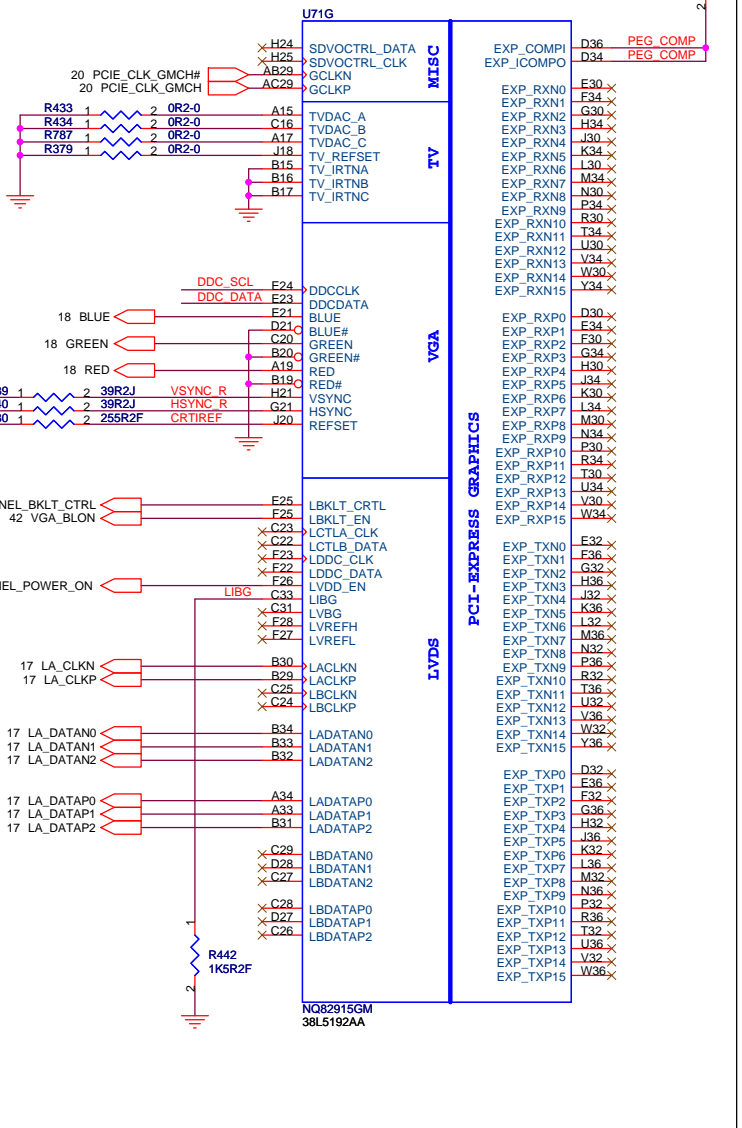 U71G
2
H24 SDVOCTRL_DATA
H25 SDVOCTRL_CLK
20 PCIE_CLK_GMCH# AB29 GCLKN
20 PCIE_CLK_GMCH AC29 GCLKP
MISC
R433 1 2 0R2-0 A15 TVDAC_A
R434 1 2 0R2-0 C16 TVDAC_B
R787 1 2 0R2-0 A17 TVDAC_C
R379 1 2 0R2-0 J18 TV_REFSET
B15 TV_IRTNA
B16 TV_IRTNB
B17 TV_IRTNC
TV
DDC_SCL E24 DDCCLK
DDC_DATA E23 DDCDATA
18 BLUE E21 BLUE
D21 BLUE#
18 GREEN C20 GREEN
B20 GREEN#
18 RED A19 RED
B19 RED#
39 1 2 39R2J VSYNC_R H21 VSYNC
40 1 2 39R2J HSYNC_R G21 HSYNC
30 1 2 255R2F CRTIREF J20 REFSET
VGA
NEL_BKLT_CTRL E25 LBKLT_CRTL
42 VGA_BLON F25 LBKLT_EN
C23 LCTLA_CLK
C22 LCTLB_DATA
F23 LDDC_CLK
F22 LDDC_DATA
NEL_POWER_ON F26 LVDD_EN
LIBG C33 LIBG
C31 LVBG
F28 LVREFH
F27 LVREFL
17 LA_CLKN B30 LACLKN
17 LA_CLKP B29 LACLKP
C25 LBCLKN
C24 LBCLKP
17 LA_DATAN0 B34 LADATAN0
17 LA_DATAN1 B33 LADATAN1
17 LA_DATAN2 B32 LADATAN2
17 LA_DATAP0 A34 LADATAP0
17 LA_DATAP1 A33 LADATAP1
17 LA_DATAP2 B31 LADATAP2
C29 LBDATAN0
D28 LBDATAN1
C27 LBDATAN2
C28 LBDATAP0
D27 LBDATAP1
C26 LBDATAP2
LVDS
1
R442
1K5R2F
2
NQ82915GM
38L5192AA
PCI-EXPRESS GRAPHICS
EXP_COMPI D36 PEG_COMP
EXP_ICOMPO D34 PEG_COMP
EXP_RXN0 E30
EXP_RXN1 F34
EXP_RXN2 G30
EXP_RXN3 H34
EXP_RXN4 J30
EXP_RXN5 K34
EXP_RXN6 L30
EXP_RXN7 M34
EXP_RXN8 N30
EXP_RXN9 P34
EXP_RXN10 R30
EXP_RXN11 T34
EXP_RXN12 U30
EXP_RXN13 V34
EXP_RXN14 W30
EXP_RXN15 Y34
EXP_RXP0 D30
EXP_RXP1 E34
EXP_RXP2 F30
EXP_RXP3 G34
EXP_RXP4 H30
EXP_RXP5 J34
EXP_RXP6 K30
EXP_RXP7 L34
EXP_RXP8 M30
EXP_RXP9 N34
EXP_RXP10 P30
EXP_RXP11 R34
EXP_RXP12 T30
EXP_RXP13 U34
EXP_RXP14 V30
EXP_RXP15 W34
EXP_TXN0 E32
EXP_TXN1 F36
EXP_TXN2 G32
EXP_TXN3 H36
EXP_TXN4 J32
EXP_TXN5 K36
EXP_TXN6 L32
EXP_TXN7 M36
EXP_TXN8 N32
EXP_TXN9 P36
EXP_TXN10 R32
EXP_TXN11 T36
EXP_TXN12 U32
EXP_TXN13 V36
EXP_TXN14 W32
EXP_TXN15 Y36
EXP_TXP0 D32
EXP_TXP1 E36
EXP_TXP2 F32
EXP_TXP3 G36
EXP_TXP4 H32
EXP_TXP5 J36
EXP_TXP6 K32
EXP_TXP7 L36
EXP_TXP8 M32
EXP_TXP9 N36
EXP_TXP10 P32
EXP_TXP11 R36
EXP_TXP12 T32
EXP_TXP13 U36
EXP_TXP14 V32
EXP_TXP15 W36